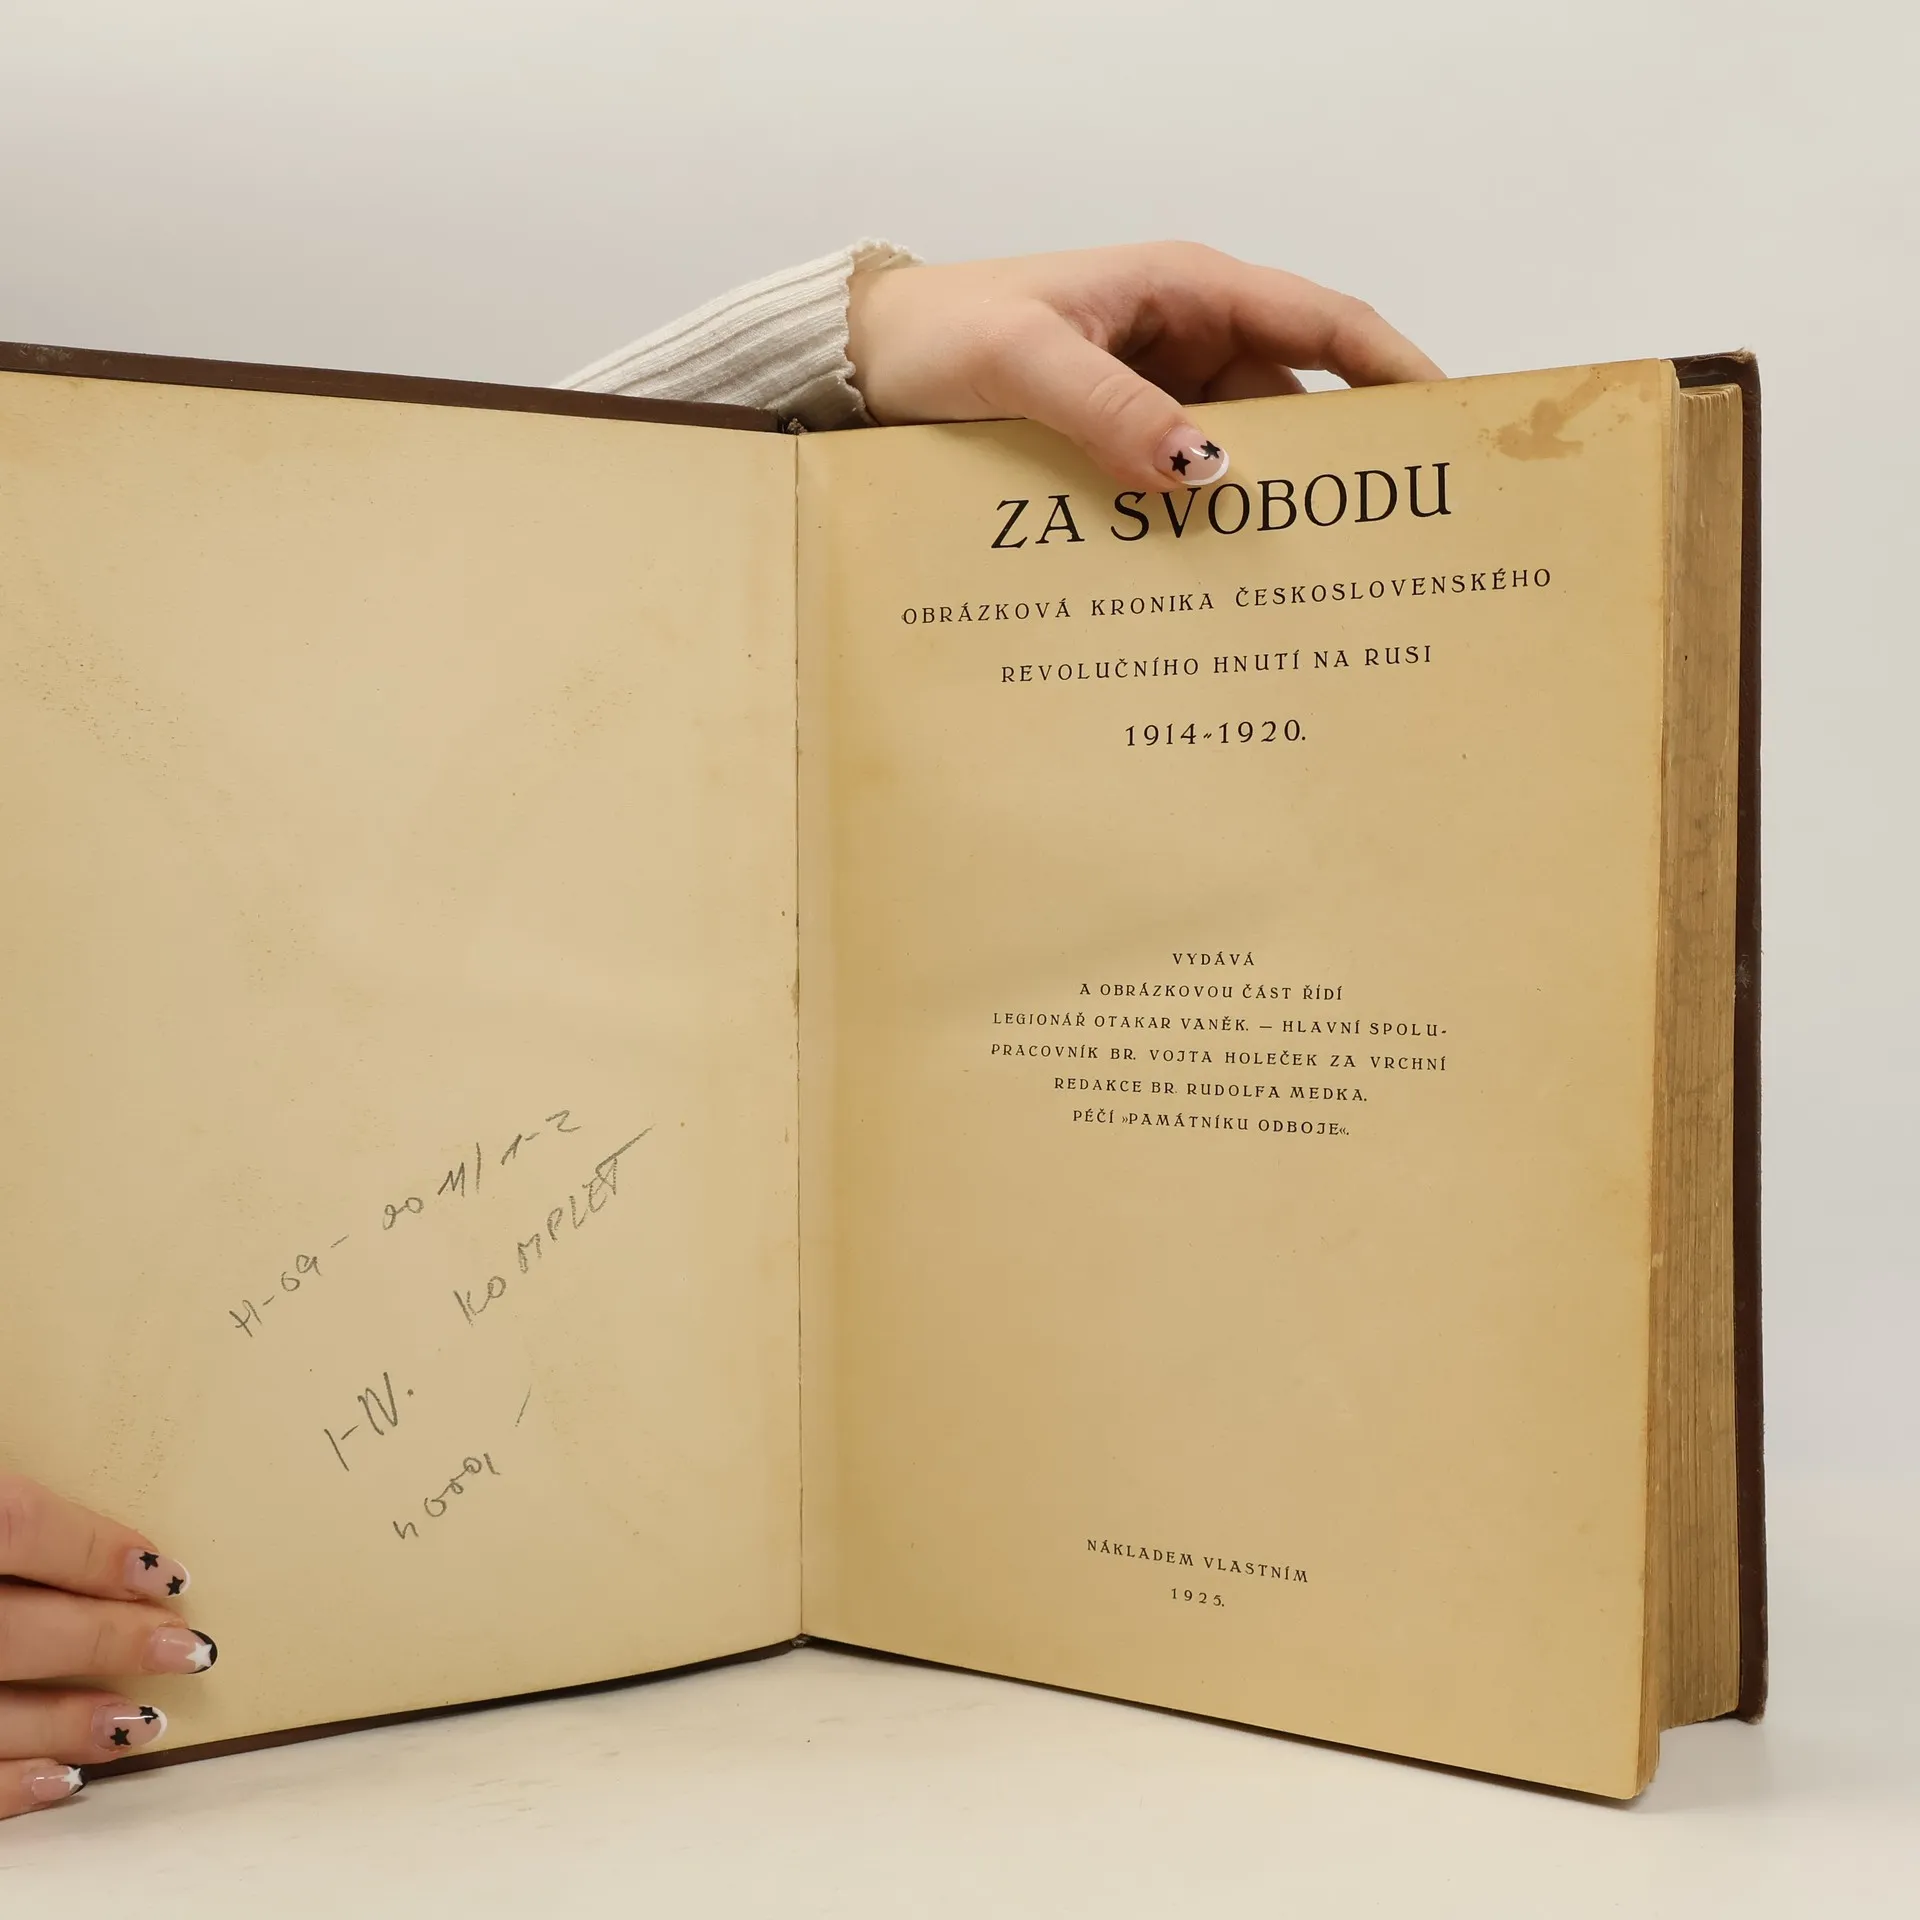 H-09- do M/ 1-2
KOMPLET
I-IV.
ZA SVOBODU
OBRÁZKOVÁ KRONIKA ČESKOSLOVENSKÉHO
REVOLUČNÍHO HNUTÍ NA RUSI
1914-1920.
VYDÁVÁ
A OBRÁZKOVOU ČÁST ŘÍDÍ
LEGIONÁŘ OTAKAR VANĚK. — HLAVNÍ SPOLU-
PRACOVNÍK BR. VOJTA HOLEČEK ZA VRCHNÍ
REDAKCE BR. RUDOLFA MEDKA.
PÉČÍ »PAMÁTNÍKU ODBOJE«.
NÁKLADEM VLASTNÍM
1925.